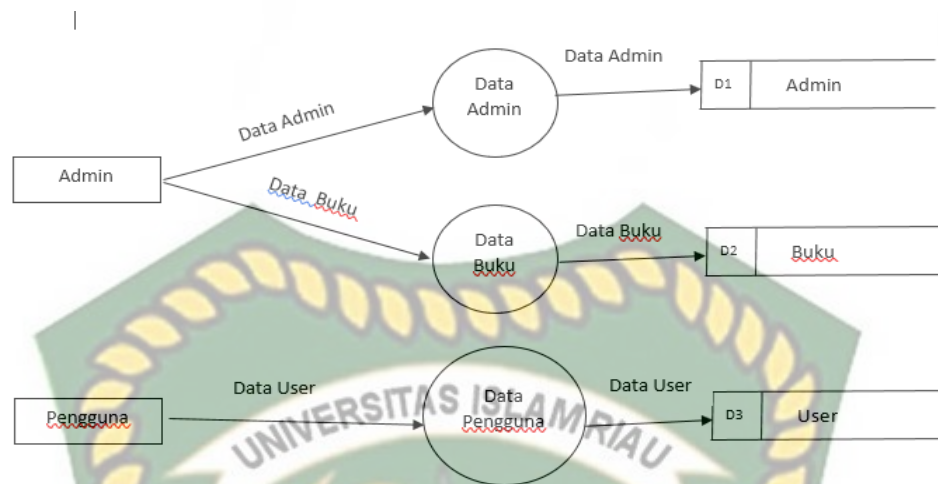 Data Admin
Data
Admin
Data Admin
D1
Admin
Admin
Data Buku
Data
Buku
Data Buku
D2
Buku
Pengguna
Data User
Data
Pengguna
Data User
D3
User
UNIVERSITAS ISLAM RIAU